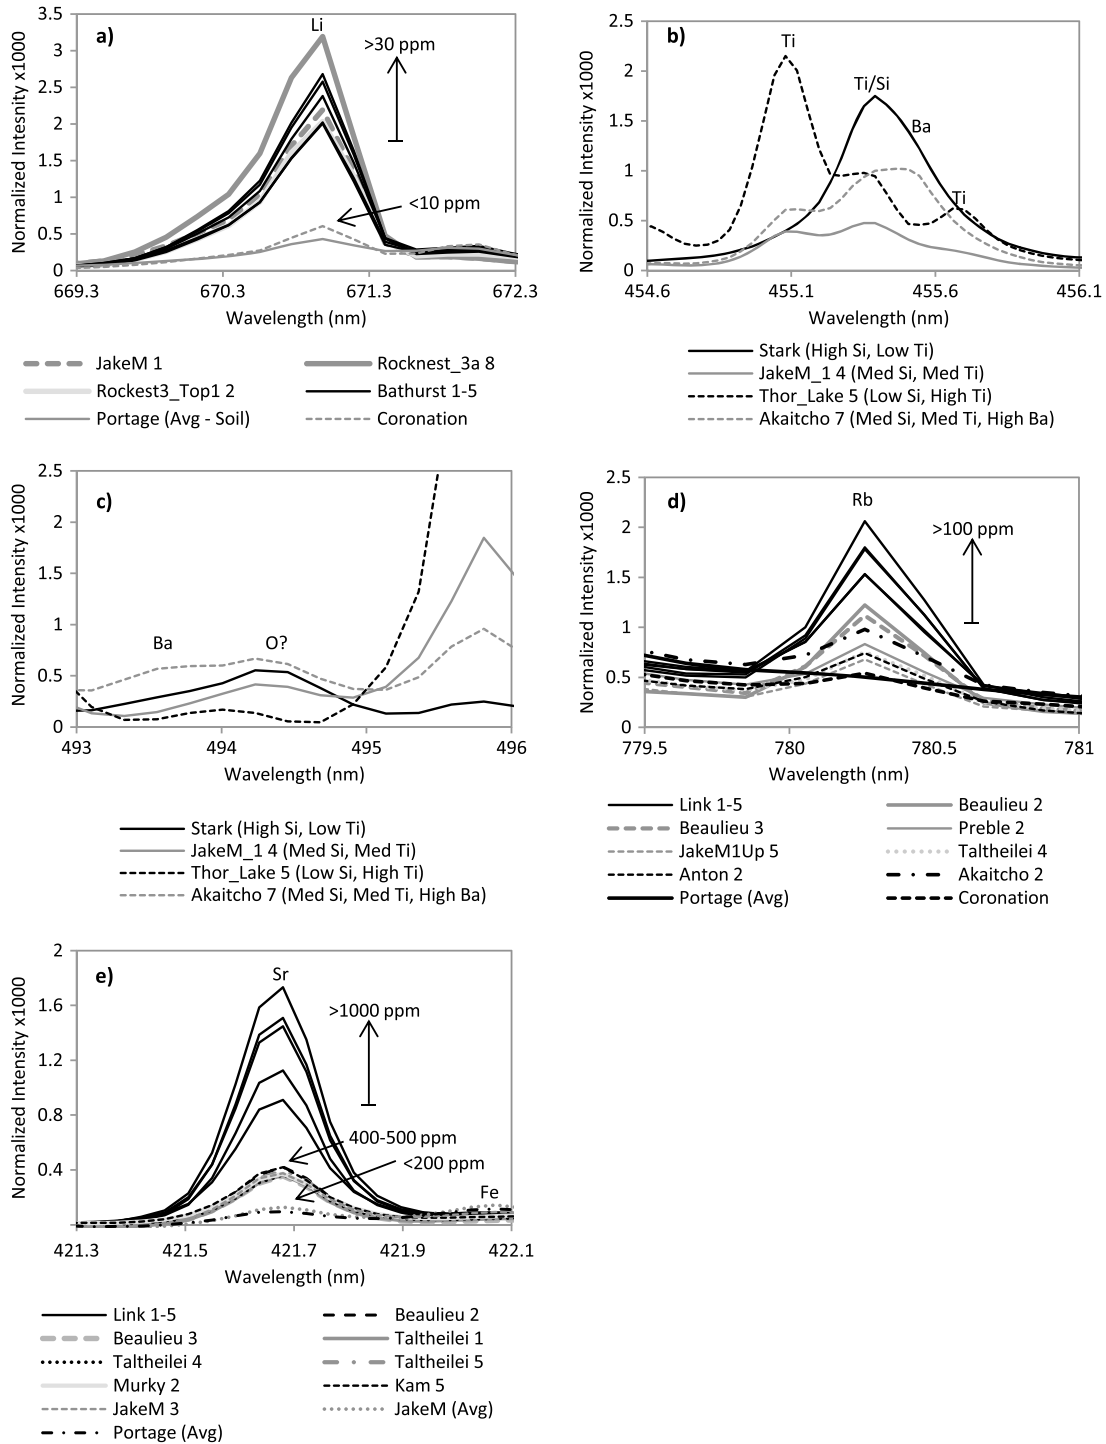 a)
Normalized Intesnity x1000
3.5
3
2.5
2
1.5
1
0.5
0
Li
>30 ppm
<10 ppm
669.3 670.3 671.3 672.3
Wavelength (nm)
JakeM 1 Rocknest_3a 8
Rockest3_Top1 2 Bathurst 1-5
Portage (Avg - Soil) Coronation
b)
Normalized Intensity x1000
2.5
2
1.5
1
0.5
0
Ti
Ti/Si
Ba
Ti
454.6 455.1 455.6 456.1
Wavelength (nm)
Stark (High Si, Low Ti)
JakeM_1 4 (Med Si, Med Ti)
Thor_Lake 5 (Low Si, High Ti)
Akaitcho 7 (Med Si, Med Ti, High Ba)
c)
Normalized Intensity x1000
2.5
2
1.5
1
0.5
0
Ba O?
493 494 495 496
Wavelength (nm)
Stark (High Si, Low Ti)
JakeM_1 4 (Med Si, Med Ti)
Thor_Lake 5 (Low Si, High Ti)
Akaitcho 7 (Med Si, Med Ti, High Ba)
d)
Normalized Intensity x1000
2.5
2
1.5
1
0.5
0
Rb
>100 ppm
779.5 780 780.5 781
Wavelength (nm)
Link 1-5 Beaulieu 2
Beaulieu 3 Preble 2
JakeM1Up 5 Taltheilei 4
Anton 2 Akaitcho 2
Portage (Avg) Coronation
e)
Normalized Intensity x1000
2
1.6
1.2
0.8
0.4
Sr
>1000 ppm
400-500 ppm
<200 ppm
Fe
421.3 421.5 421.7 421.9 422.1
Wavelength (nm)
Link 1-5 Beaulieu 2
Beaulieu 3 Taltheilei 1
Taltheilei 4 Taltheilei 5
Murky 2 Kam 5
JakeM 3 JakeM (Avg)
Portage (Avg)